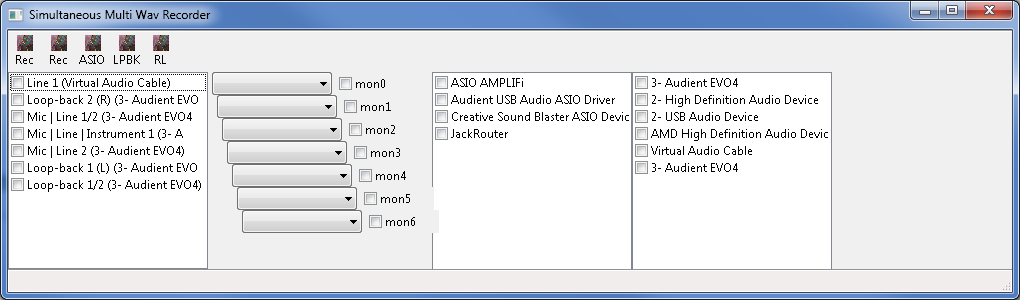 Simultaneous Multi Wav Recorder
Rec Rec ASIO LPBK RL
Line 1 (Virtual Audio Cable)
Loop-back 2 (R) (3- Audient EVO
Mic | Line 1/2 (3- Audient EVO4
Mic | Line | Instrument 1 (3- A
Mic | Line 2 (3- Audient EVO4)
Loop-back 1 (L) (3- Audient EVO
Loop-back 1/2 (3- Audient EVO4)
mon0
mon1
mon2
mon3
mon4
mon5
mon6
ASIO AMPLIFi
Audient USB Audio ASIO Driver
Creative Sound Blaster ASIO Devic
JackRouter
3- Audient EVO4
2- High Definition Audio Device
2- USB Audio Device
AMD High Definition Audio Devic
Virtual Audio Cable
3- Audient EVO4